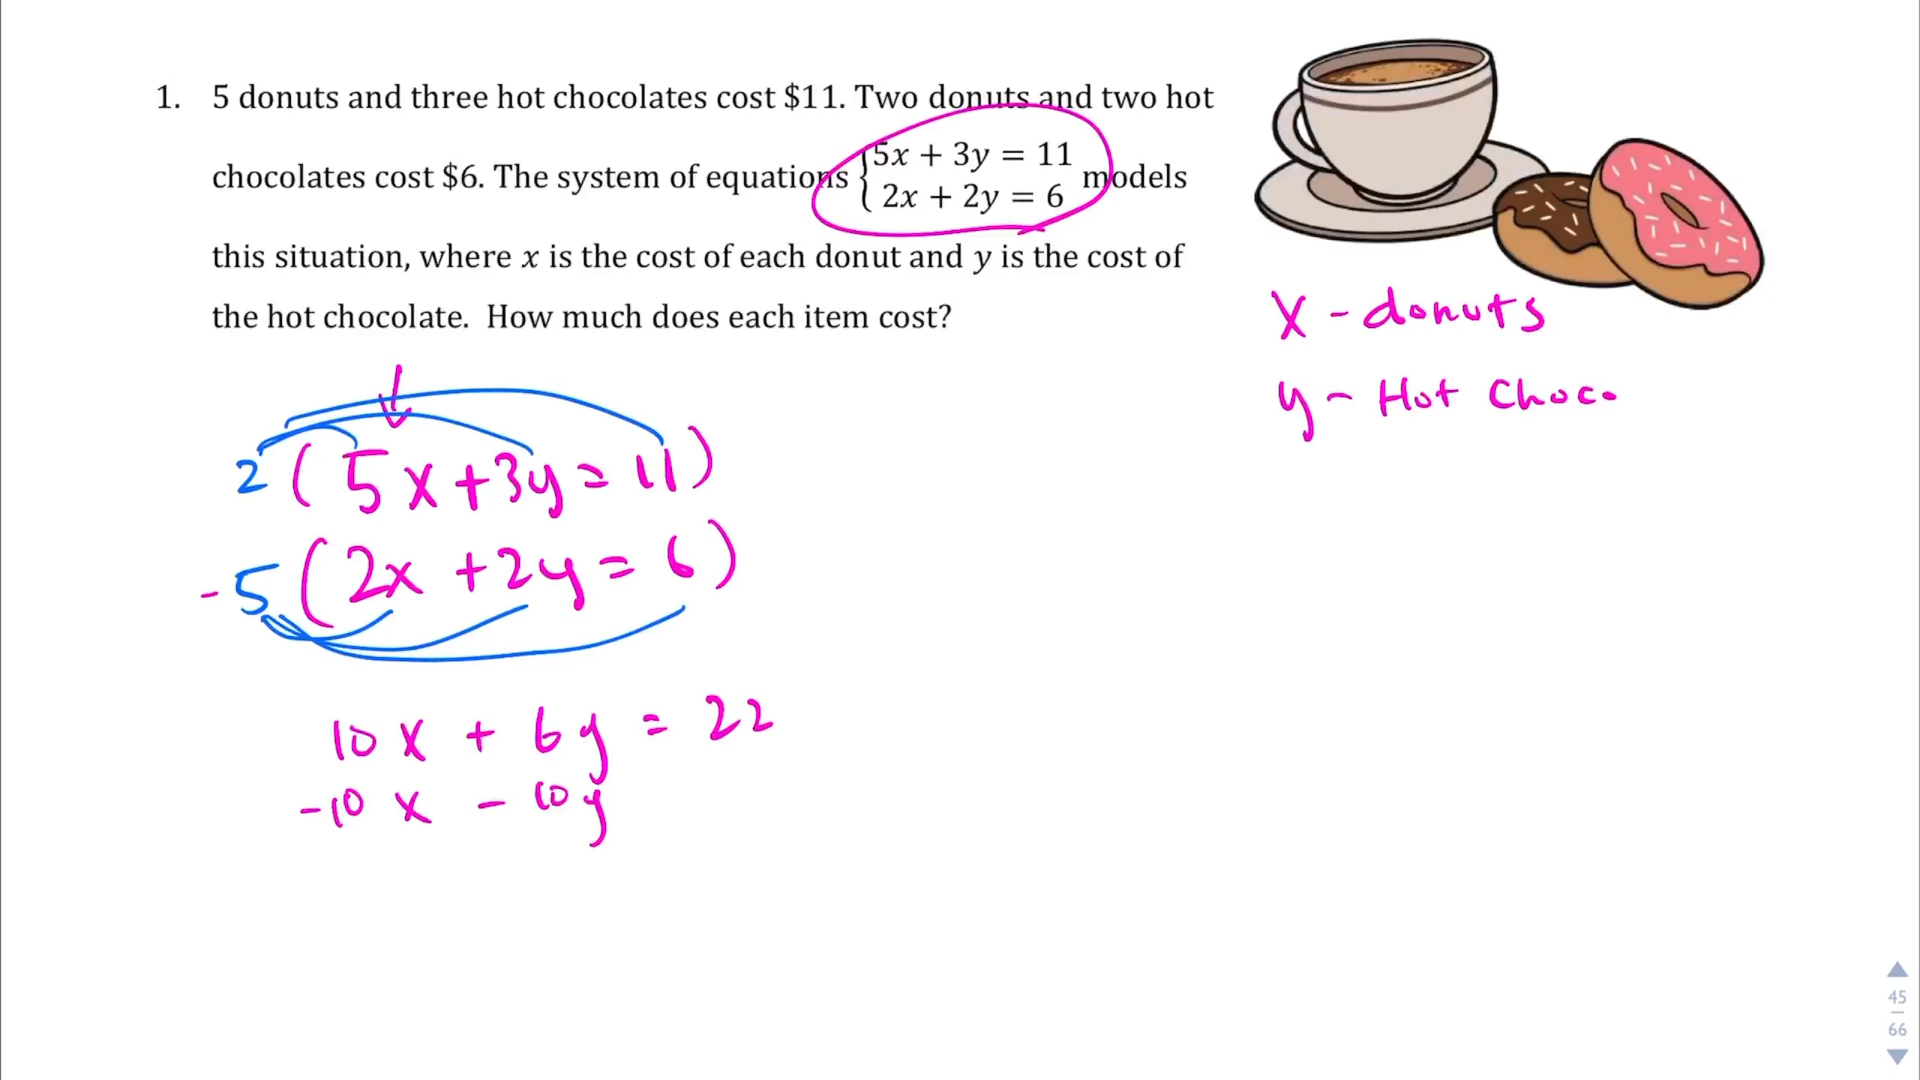 1. 5 donuts and three hot chocolates cost $11. Two donuts and two hot
chocolates cost $6. The system of equations {5x + 3y = 11 models
2x + 2y = 6
this situation, where x is the cost of each donut and y is the cost of
the hot chocolate. How much does each item cost?
x - donuts
y - Hot Choco
2 (5x+3y=11)
-5 (2x +2y=6)
10x + 6y = 22
-10x - 10y
45
66